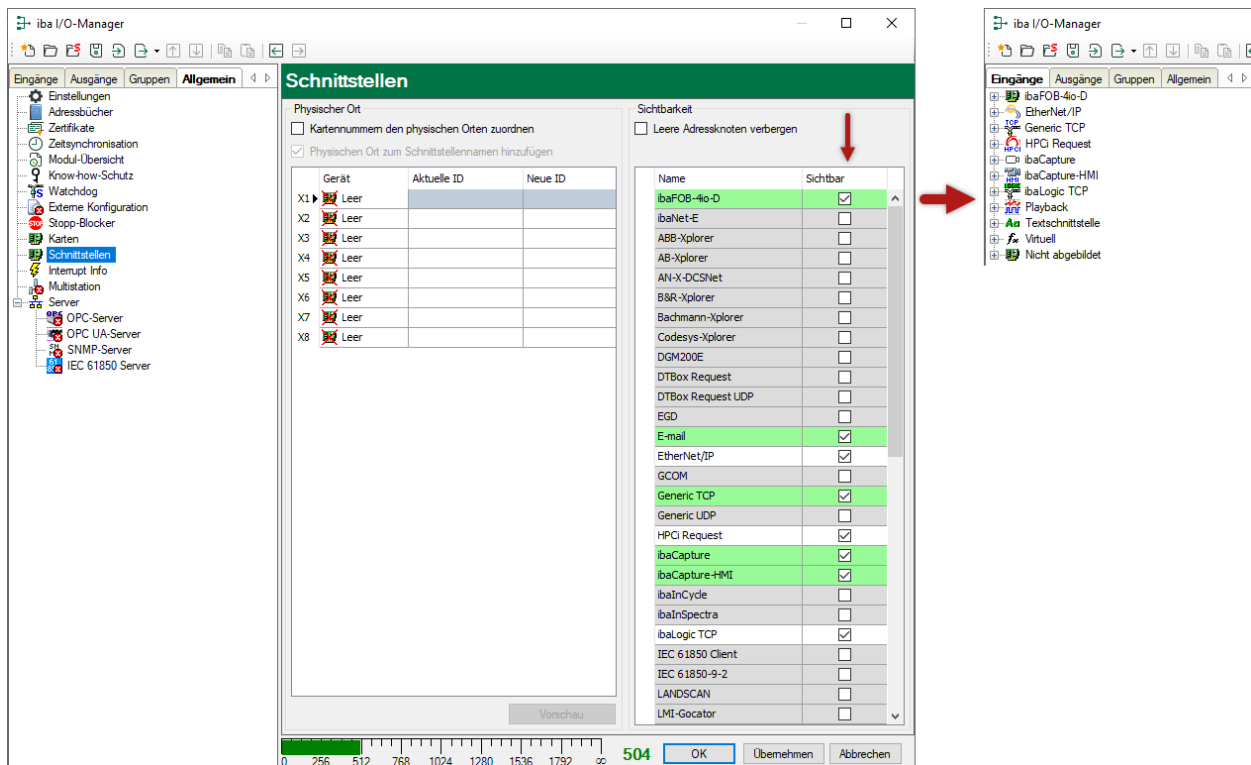 iba I/O-Manager
Eingänge Ausgänge Gruppen Allgemein
Einstellungen
Adressbücher
Zertifikate
Zeitsynchronisation
Modul-Übersicht
Know-how-Schutz
Watchdog
Externe Konfiguration
Stopp-Blocker
Karten
Schnittstellen
Interrupt Info
Multistation
Server
OPC-Server
OPC UA-Server
SNMP-Server
IEC 61850 Server
Schnittstellen
Physischer Ort
Kartennummern den physischen Orten zuordnen
Physischen Ort zum Schnittstellennamen hinzufügen
Gerät Aktuelle ID Neue ID
X1 Leer
X2 Leer
X3 Leer
X4 Leer
X5 Leer
X6 Leer
X7 Leer
X8 Leer
Vorschau
Sichtbarkeit
Leere Adressknoten verbergen
Name Sichtbar
ibaFOB-4io-D
ibaNet-E
ABB-Xplorer
AB-Xplorer
AN-X-DCSNet
B&R-Xplorer
Bachmann-Xplorer
Codesys-Xplorer
DGM200E
DTBox Request
DTBox Request UDP
EGD
E-mail
EtherNet/IP
GCOM
Generic TCP
Generic UDP
HPCi Request
ibaCapture
ibaCapture-HMI
ibaInCycle
ibaInSpectra
ibaLogic TCP
IEC 61850 Client
IEC 61850-9-2
LANDSCAN
LMI-Gocator
0 256 512 768 1024 1280 1536 1792 ∞ 504 OK Übernehmen Abbrechen
iba I/O-Manager
Eingänge Ausgänge Gruppen Allgemein
ibaFOB-4io-D
EtherNet/IP
Generic TCP
HPCi Request
ibaCapture
ibaCapture-HMI
ibaLogic TCP
Playback
Textschnittstelle
Virtuell
Nicht abgebildet